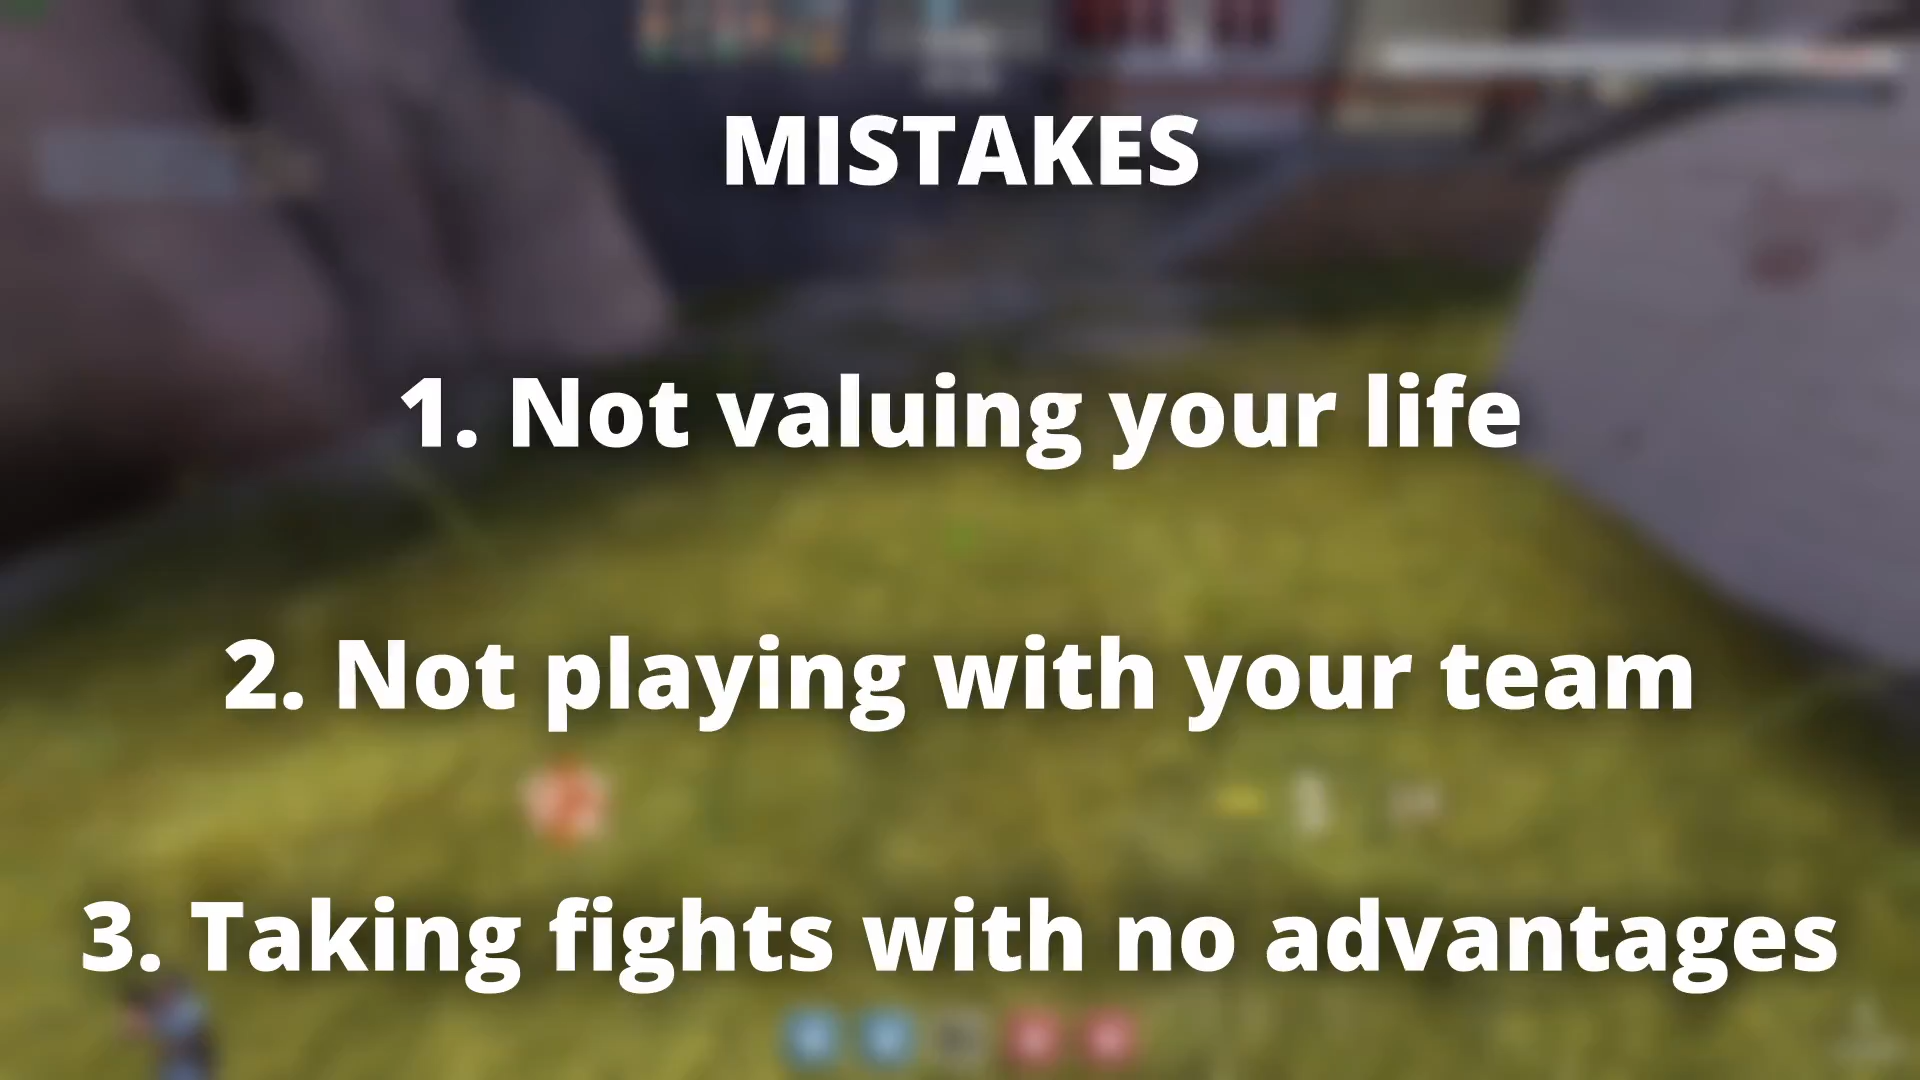 MISTAKES
1. Not valuing your life
2. Not playing with your team
3. Taking fights with no advantages